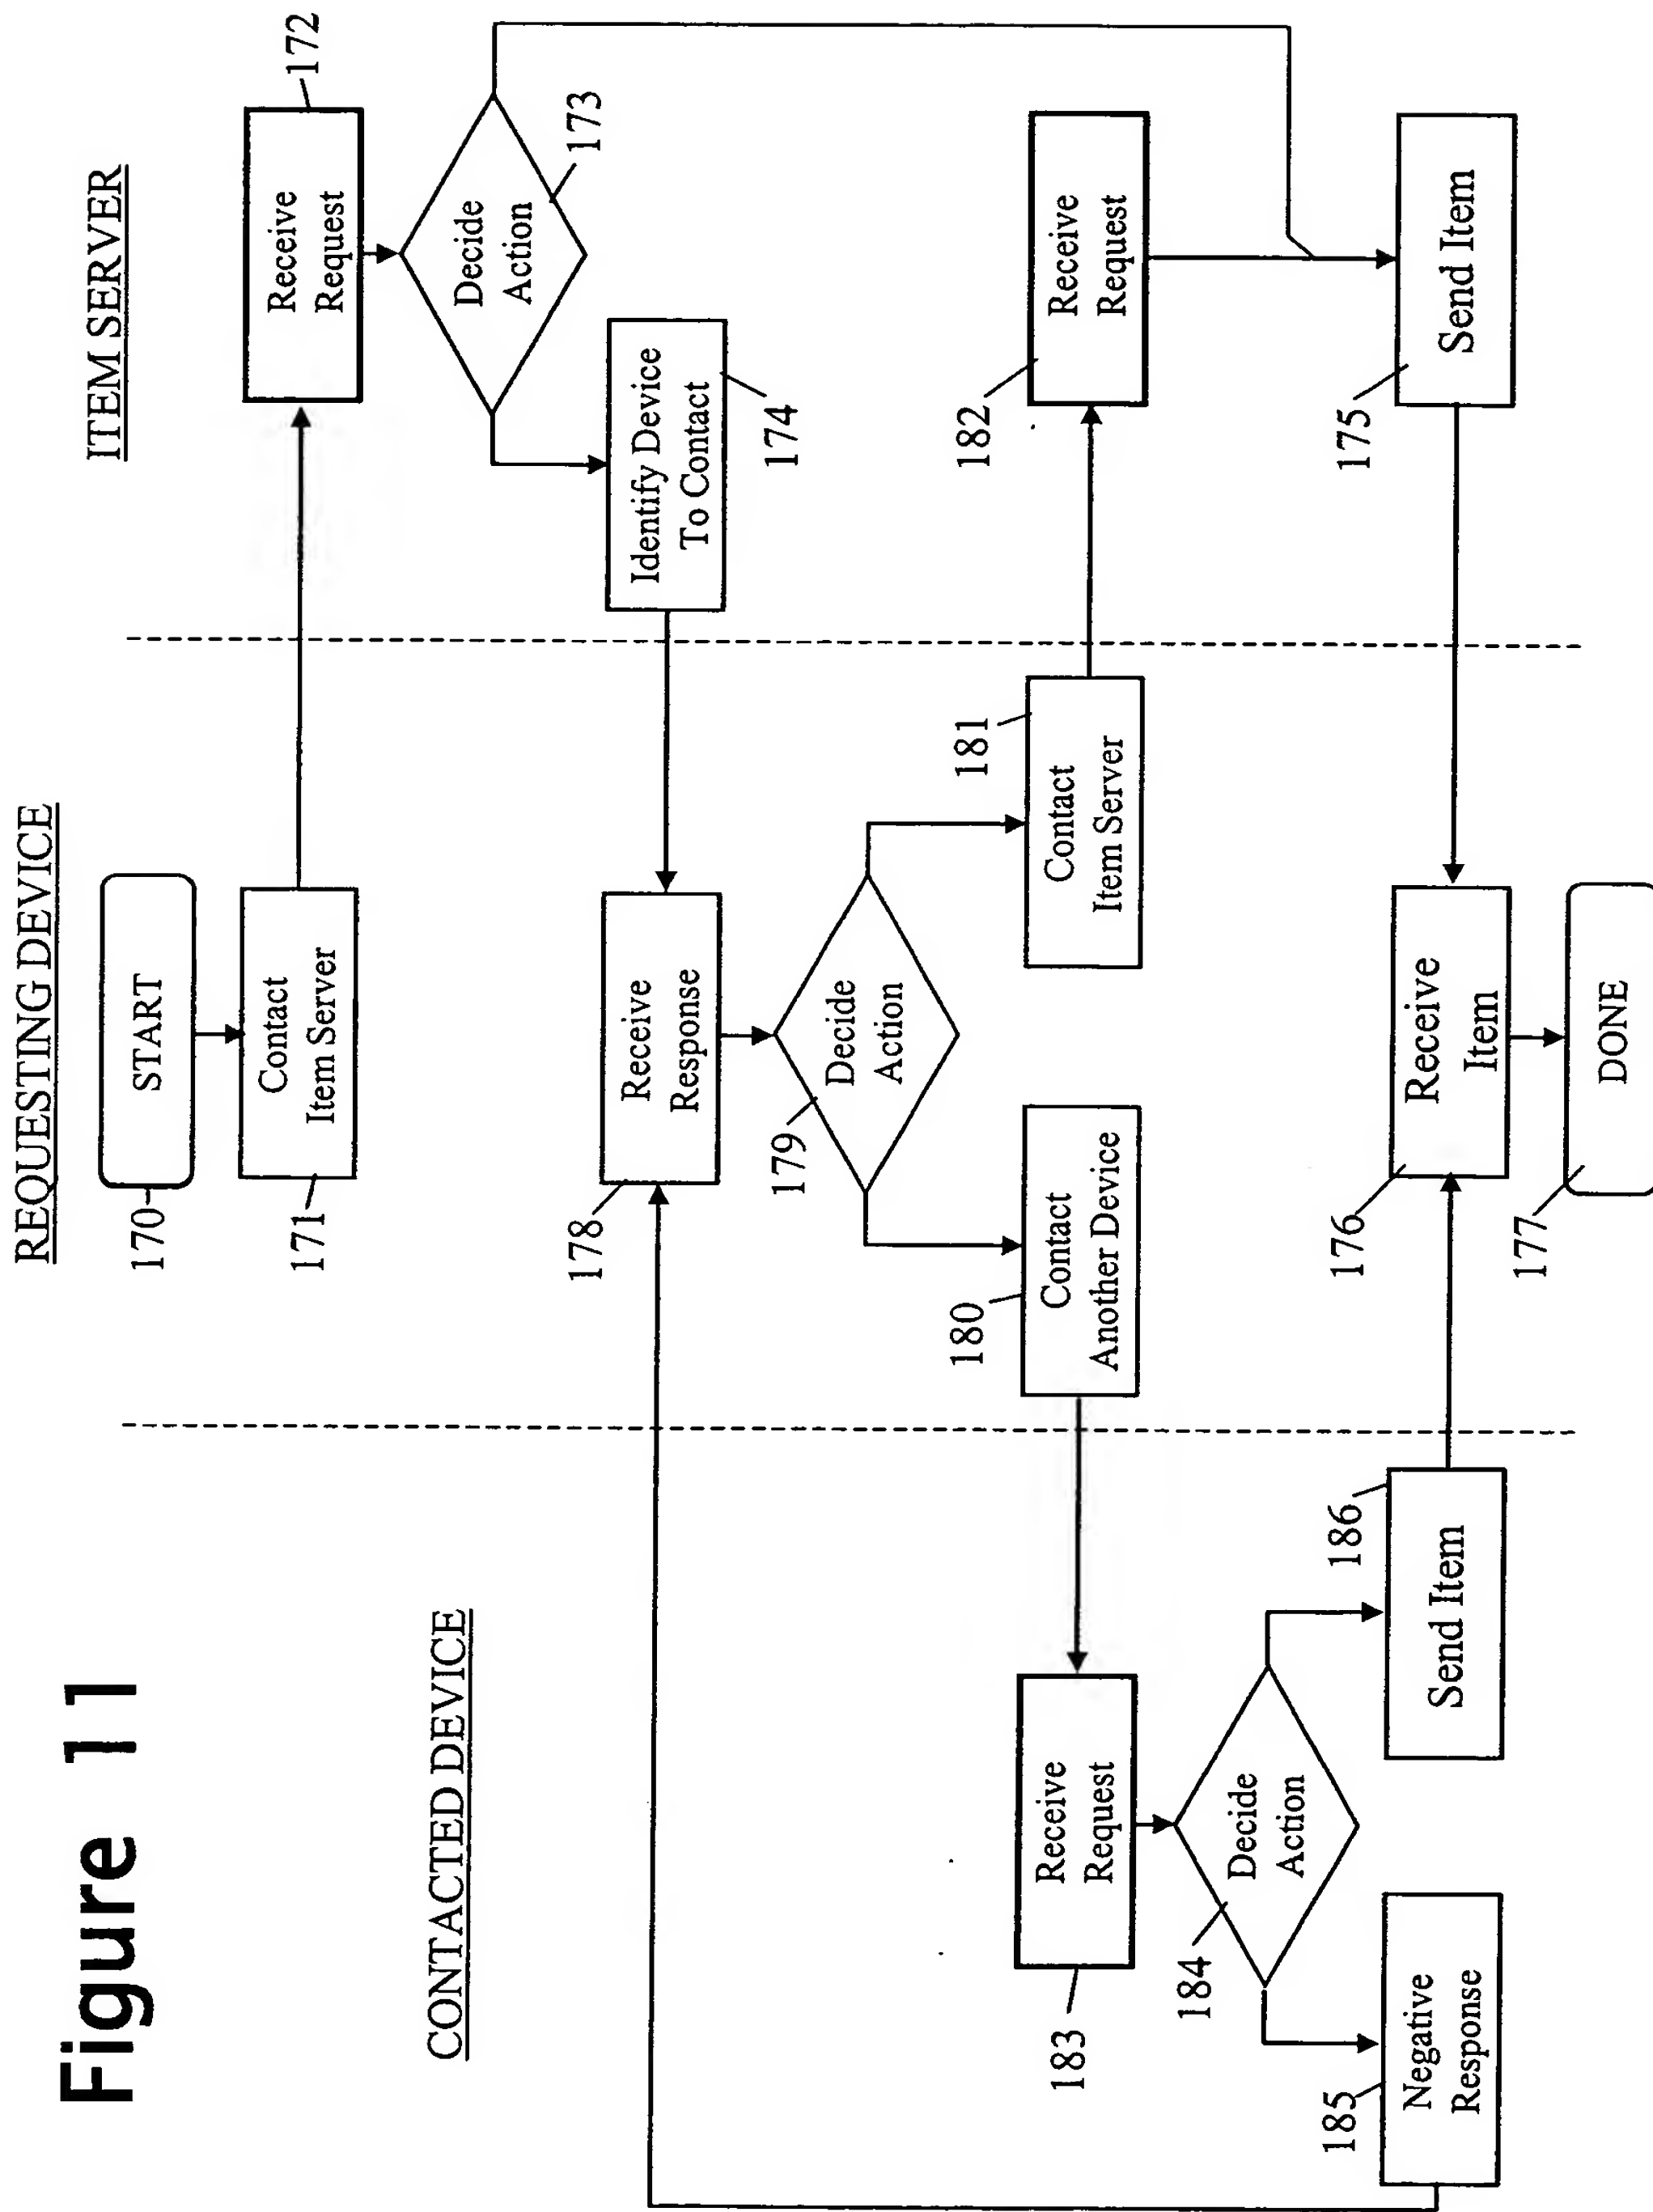 Figure 11
CONTACTED DEVICE
REQUESTING DEVICE
ITEM SERVER
170
START
171
Contact
Item Server
172
Receive
Request
173
Decide
Action
174
Identify Device
To Contact
178
Receive
Response
179
Decide
Action
180
Contact
Another Device
181
Contact
Item Server
182
Receive
Request
183
Receive
Request
184
Decide
Action
185
Negative
Response
186
Send Item
176
Receive
Item
175
Send Item
177
DONE